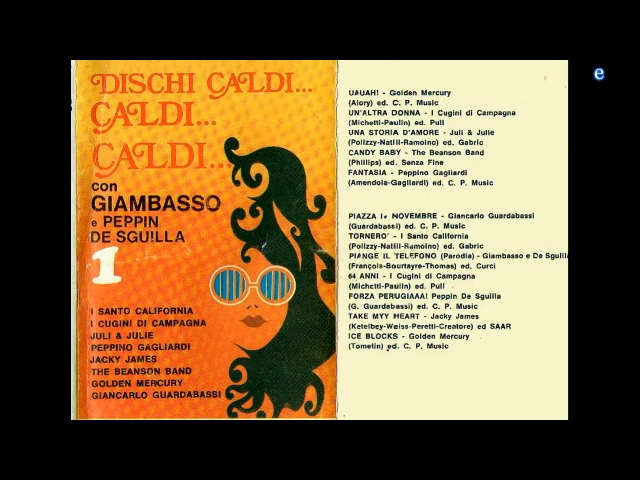 DISCHI CALDI...
CALDI...
CALDI...
con
GIAMBASSO
e PEPPIN
DE SGUILLA
1
I SANTO CALIFORNIA
I CUGINI DI CAMPAGNA
JULI & JULIE
PEPPINO GAGLIARDI
JACKY JAMES
THE BEANSON BAND
GOLDEN MERCURY
GIANCARLO GUARDABASSI
UAUAH! - Golden Mercury
(Alory) ed. C. P. Music
UN'ALTRA DONNA - I Cugini di Campagna
(Michetti-Paulin) ed. Pull
UNA STORIA D'AMORE - Juli & Julie
(Polizzy-Natili-Ramoino) ed. Gabric
CANDY BABY - The Beanson Band
(Phillips) ed. Senza Fine
FANTASIA - Peppino Gagliardi
(Amendola-Gagliardi) ed. C. P. Music
PIAZZA IV NOVEMBRE - Giancarlo Guardabassi
(Guardabassi) ed. C. P. Music
TORNERO' - I Santo California
(Polizzy-Natili-Ramoino) ed. Gabric
PIANGE IL TELEFONO (Parodia) - Giambasso e De Sguilla
(François-Bourtayre-Thomas) ed. Curci
64 ANNI - I Cugini di Campagna
(Michtti-Paulin) ed. Pull
FORZA PERUGIAAA! Peppin De Sguilla
(G. Guardabassi) ed. C. P. Music
TAKE MYY HEART - Jacky James
(Ketelbey-Weiss-Peretti-Creatore) ed SAAR
ICE BLOCKS - Golden Mercury
(Tometin) ed. C. P. Music
e